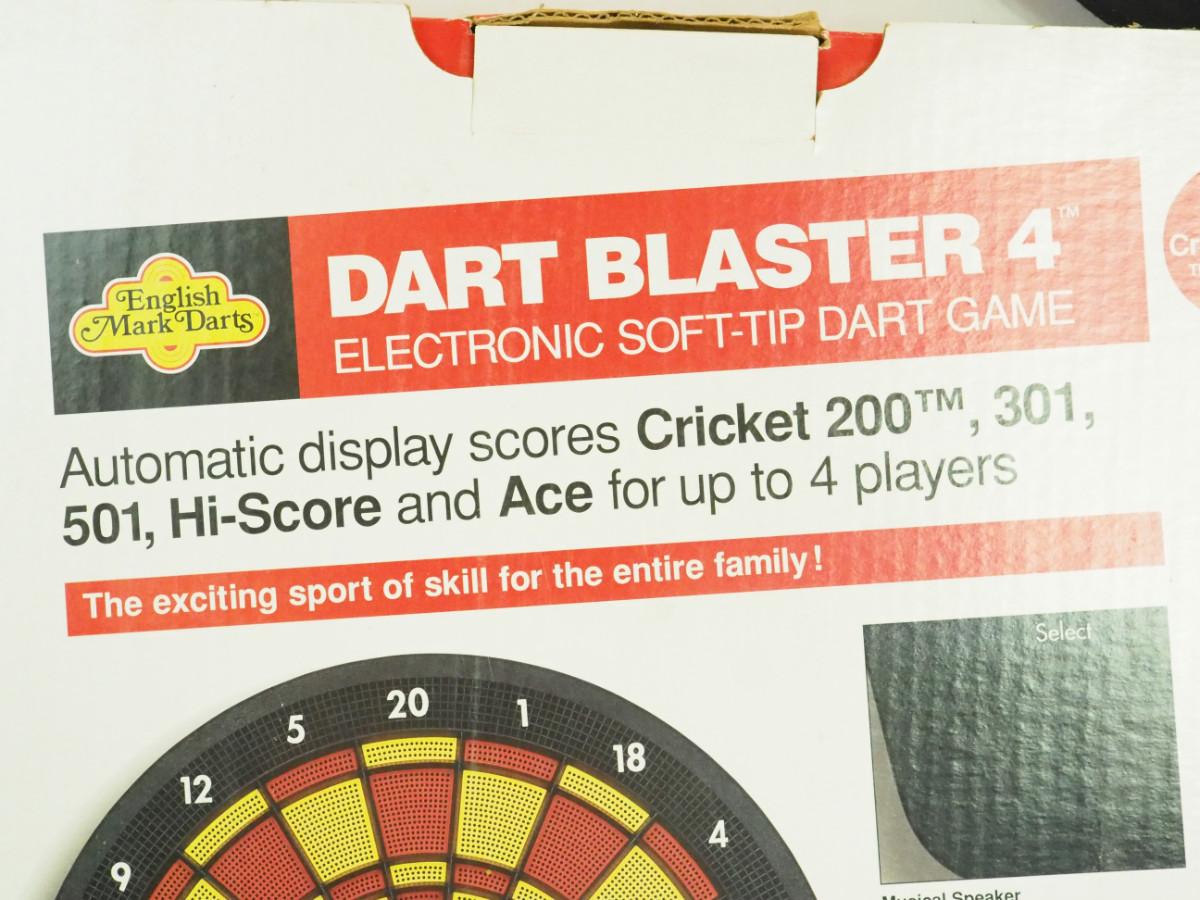 English
Mark Darts
DART BLASTER 4™
ELECTRONIC SOFT-TIP DART GAME
Automatic display scores Cricket 200™, 301,
501, Hi-Score and Ace for up to 4 players
The exciting sport of skill for the entire family!
Select
9 12 5 20 1 18 4
Musical Speaker